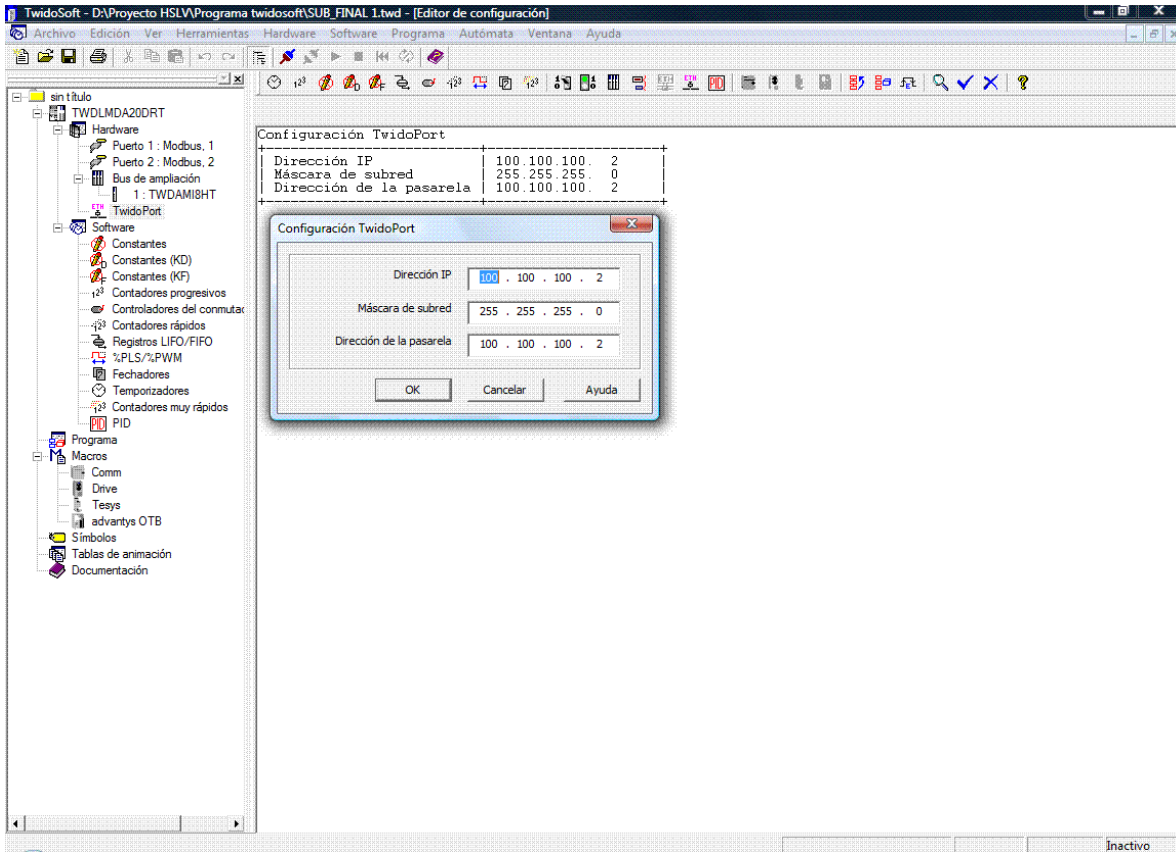 TwidoSoft - D:\Proyecto HSLV\Programa twidosoft\SUB_FINAL 1.twd - [Editor de configuración]
Archivo Edición Ver Herramientas Hardware Software Programa Autómata Ventana Ayuda
sin título
TWDLMDA20DRT
Hardware
Puerto 1 : Modbus, 1
Puerto 2 : Modbus, 2
Bus de ampliación
1 : TWDAMI8HT
TwidoPort
Software
Constantes
Constantes (KD)
Constantes (KF)
Contadores progresivos
Controladores del conmutac
Contadores rápidos
Registros LIFO/FIFO
%PLS/%PWM
Fechadores
Temporizadores
Contadores muy rápidos
PID
Programa
Macros
Comm
Drive
Tesys
advantys OTB
Símbolos
Tablas de animación
Documentación
Configuración TwidoPort
Dirección IP 100.100.100. 2
Máscara de subred 255.255.255. 0
Dirección de la pasarela 100.100.100. 2
Configuración TwidoPort
Dirección IP 100 . 100 . 100 . 2
Máscara de subred 255 . 255 . 255 . 0
Dirección de la pasarela 100 . 100 . 100 . 2
OK Cancelar Ayuda
Inactivo